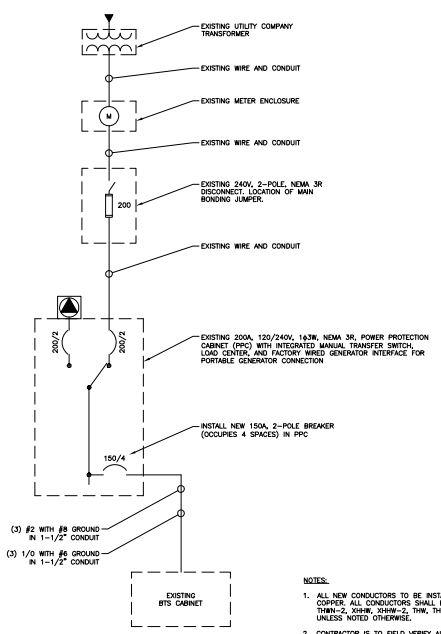 EXISTING UTILITY COMPANY
TRANSFORMER
EXISTING WIRE AND CONDUIT
EXISTING METER ENCLOSURE
M
EXISTING WIRE AND CONDUIT
EXISTING 240V, 2-POLE, NEMA 3R
DISCONNECT. LOCATION OF MAIN
BONDING JUMPER.
200
EXISTING WIRE AND CONDUIT
200/2
200/2
EXISTING 200A, 120/240V, 1ϕ3W, NEMA 3R, POWER PROTECTION
CABINET (PPC) WITH INTEGRATED MANUAL TRANSFER SWITCH,
LOAD CENTER, AND FACTORY WIRED GENERATOR INTERFACE FOR
PORTABLE GENERATOR CONNECTION
INSTALL NEW 150A, 2-POLE BREAKER
(OCCUPIES 4 SPACES) IN PPC
150/4
(3) #2 WITH #8 GROUND
IN 1-1/2" CONDUIT
(3) 1/0 WITH #6 GROUND
IN 1-1/2" CONDUIT
EXISTING
BTS CABINET
NOTES:
1. ALL NEW CONDUCTORS TO BE
COPPER. ALL CONDUCTORS SHALL
THWN-2, XHHW, XHHW-2, THW,
UNLESS NOTED OTHERWISE.
2. CONTRACTOR IS TO FIELD VERIFY